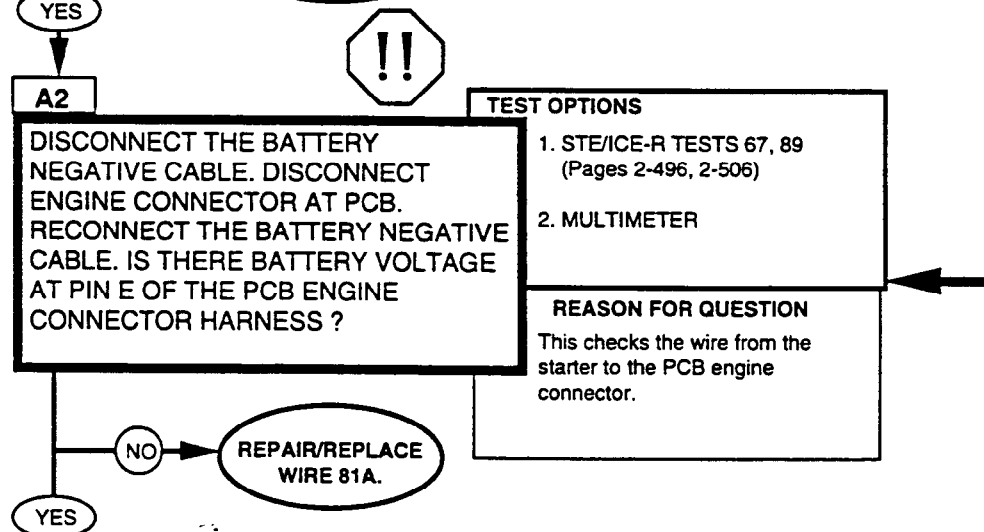 YES
!!
A2
DISCONNECT THE BATTERY
NEGATIVE CABLE. DISCONNECT
ENGINE CONNECTOR AT PCB.
RECONNECT THE BATTERY NEGATIVE
CABLE. IS THERE BATTERY VOLTAGE
AT PIN E OF THE PCB ENGINE
CONNECTOR HARNESS ?
TEST OPTIONS
1. STE/ICE-R TESTS 67, 89
(Pages 2-496, 2-506)
2. MULTIMETER
REASON FOR QUESTION
This checks the wire from the
starter to the PCB engine
connector.
NO
REPAIR/REPLACE
WIRE 81A.
YES